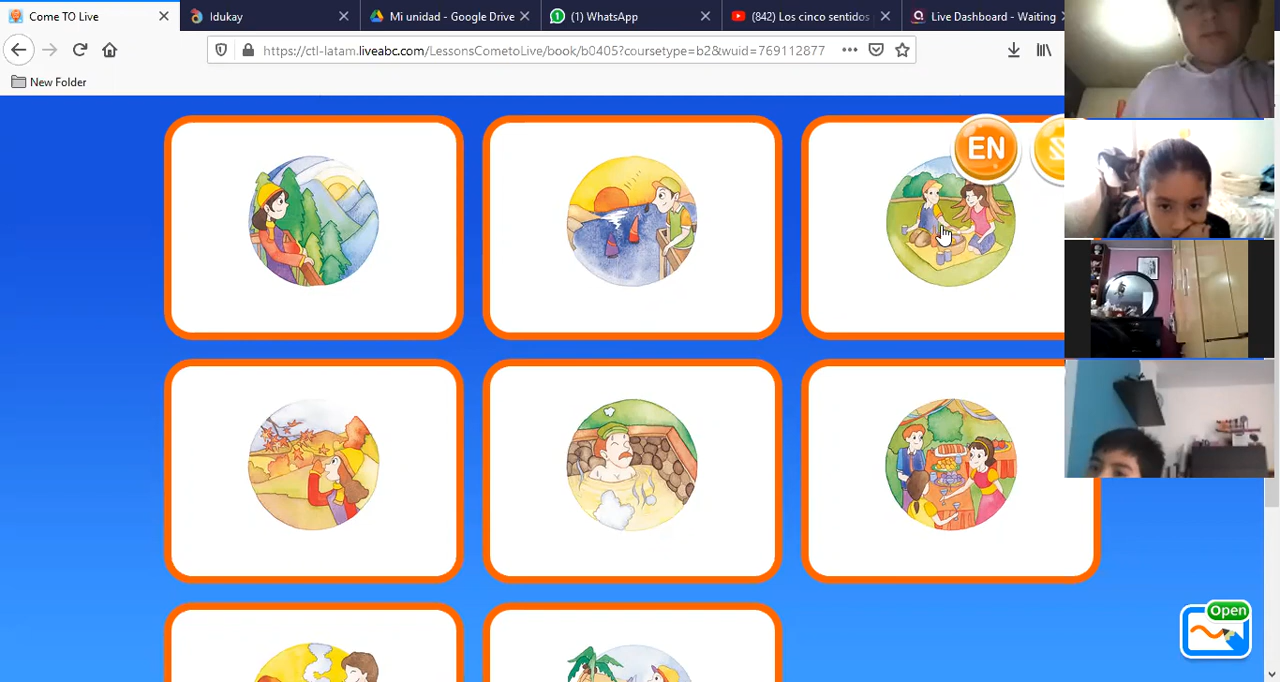 Come TO Live
Idukay
Mi unidad - Google Drive
(1) WhatsApp
(842) Los cinco sentidos
Live Dashboard - Waiting
https://ctl-latam.liveabc.com/LessonsCometoLive/book/b0405?coursetype=b2&wuid=769112877
New Folder
EN
Open